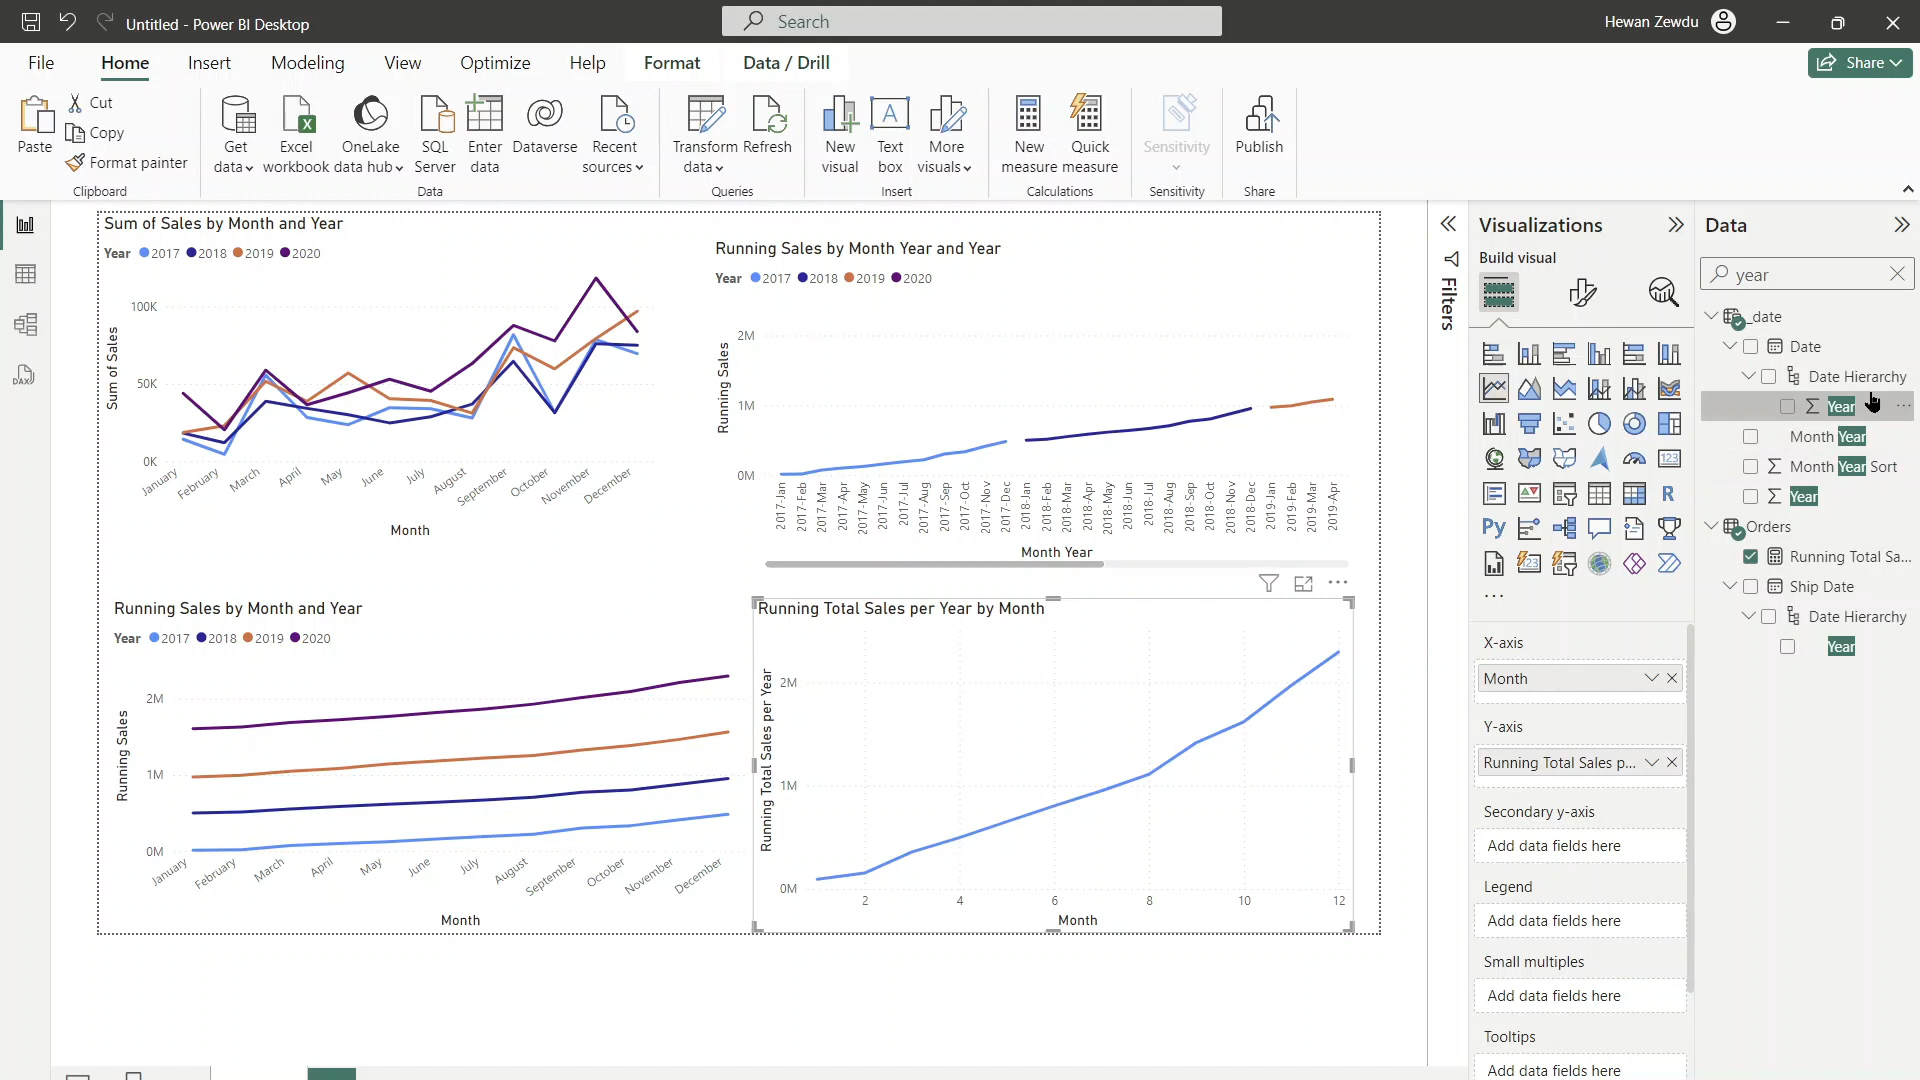 Untitled - Power BI Desktop
Search
Hewan Zewdu
File
Home
Insert
Modeling
View
Optimize
Help
Format
Data / Drill
Share
Paste
Cut
Copy
Format painter
Clipboard
Get data
Excel workbook
OneLake data hub
SQL Server
Enter data
Dataverse
Recent sources
Data
Transform data
Refresh
Queries
New visual
Text box
More visuals
Insert
New measure
Quick measure
Calculations
Sensitivity
Sensitivity
Publish
Share
Sum of Sales by Month and Year
Year 2017 2018 2019 2020
Sum of Sales
100K
50K
0K
January February March April May June July August September October November December
Month
Running Sales by Month Year and Year
Year 2017 2018 2019 2020
Running Sales
2M
1M
0M
2017-Jan 2017-Feb 2017-Mar 2017-Apr 2017-May 2017-Jun 2017-Jul 2017-Aug 2017-Sep 2017-Oct 2017-Nov 2017-Dec 2018-Jan 2018-Feb 2018-Mar 2018-Apr 2018-May 2018-Jun 2018-Jul 2018-Aug 2018-Sep 2018-Oct 2018-Nov 2018-Dec 2019-Jan 2019-Feb 2019-Mar 2019-Apr
Month Year
Running Sales by Month and Year
Year 2017 2018 2019 2020
Running Sales
2M
1M
0M
January February March April May June July August September October November December
Month
Running Total Sales per Year by Month
Running Total Sales per Year
2M
1M
0M
2 4 6 8 10 12
Month
Filters
Visualizations
Build visual
123
R
Py
123
X-axis
Month
Y-axis
Running Total Sales p...
Secondary y-axis
Add data fields here
Legend
Add data fields here
Small multiples
Add data fields here
Tooltips
Add data fields here
Data
year
_date
Date
Date Hierarchy
Year
Month Year
Month Year Sort
Year
Orders
Running Total Sa...
Ship Date
Date Hierarchy
Year
DAX